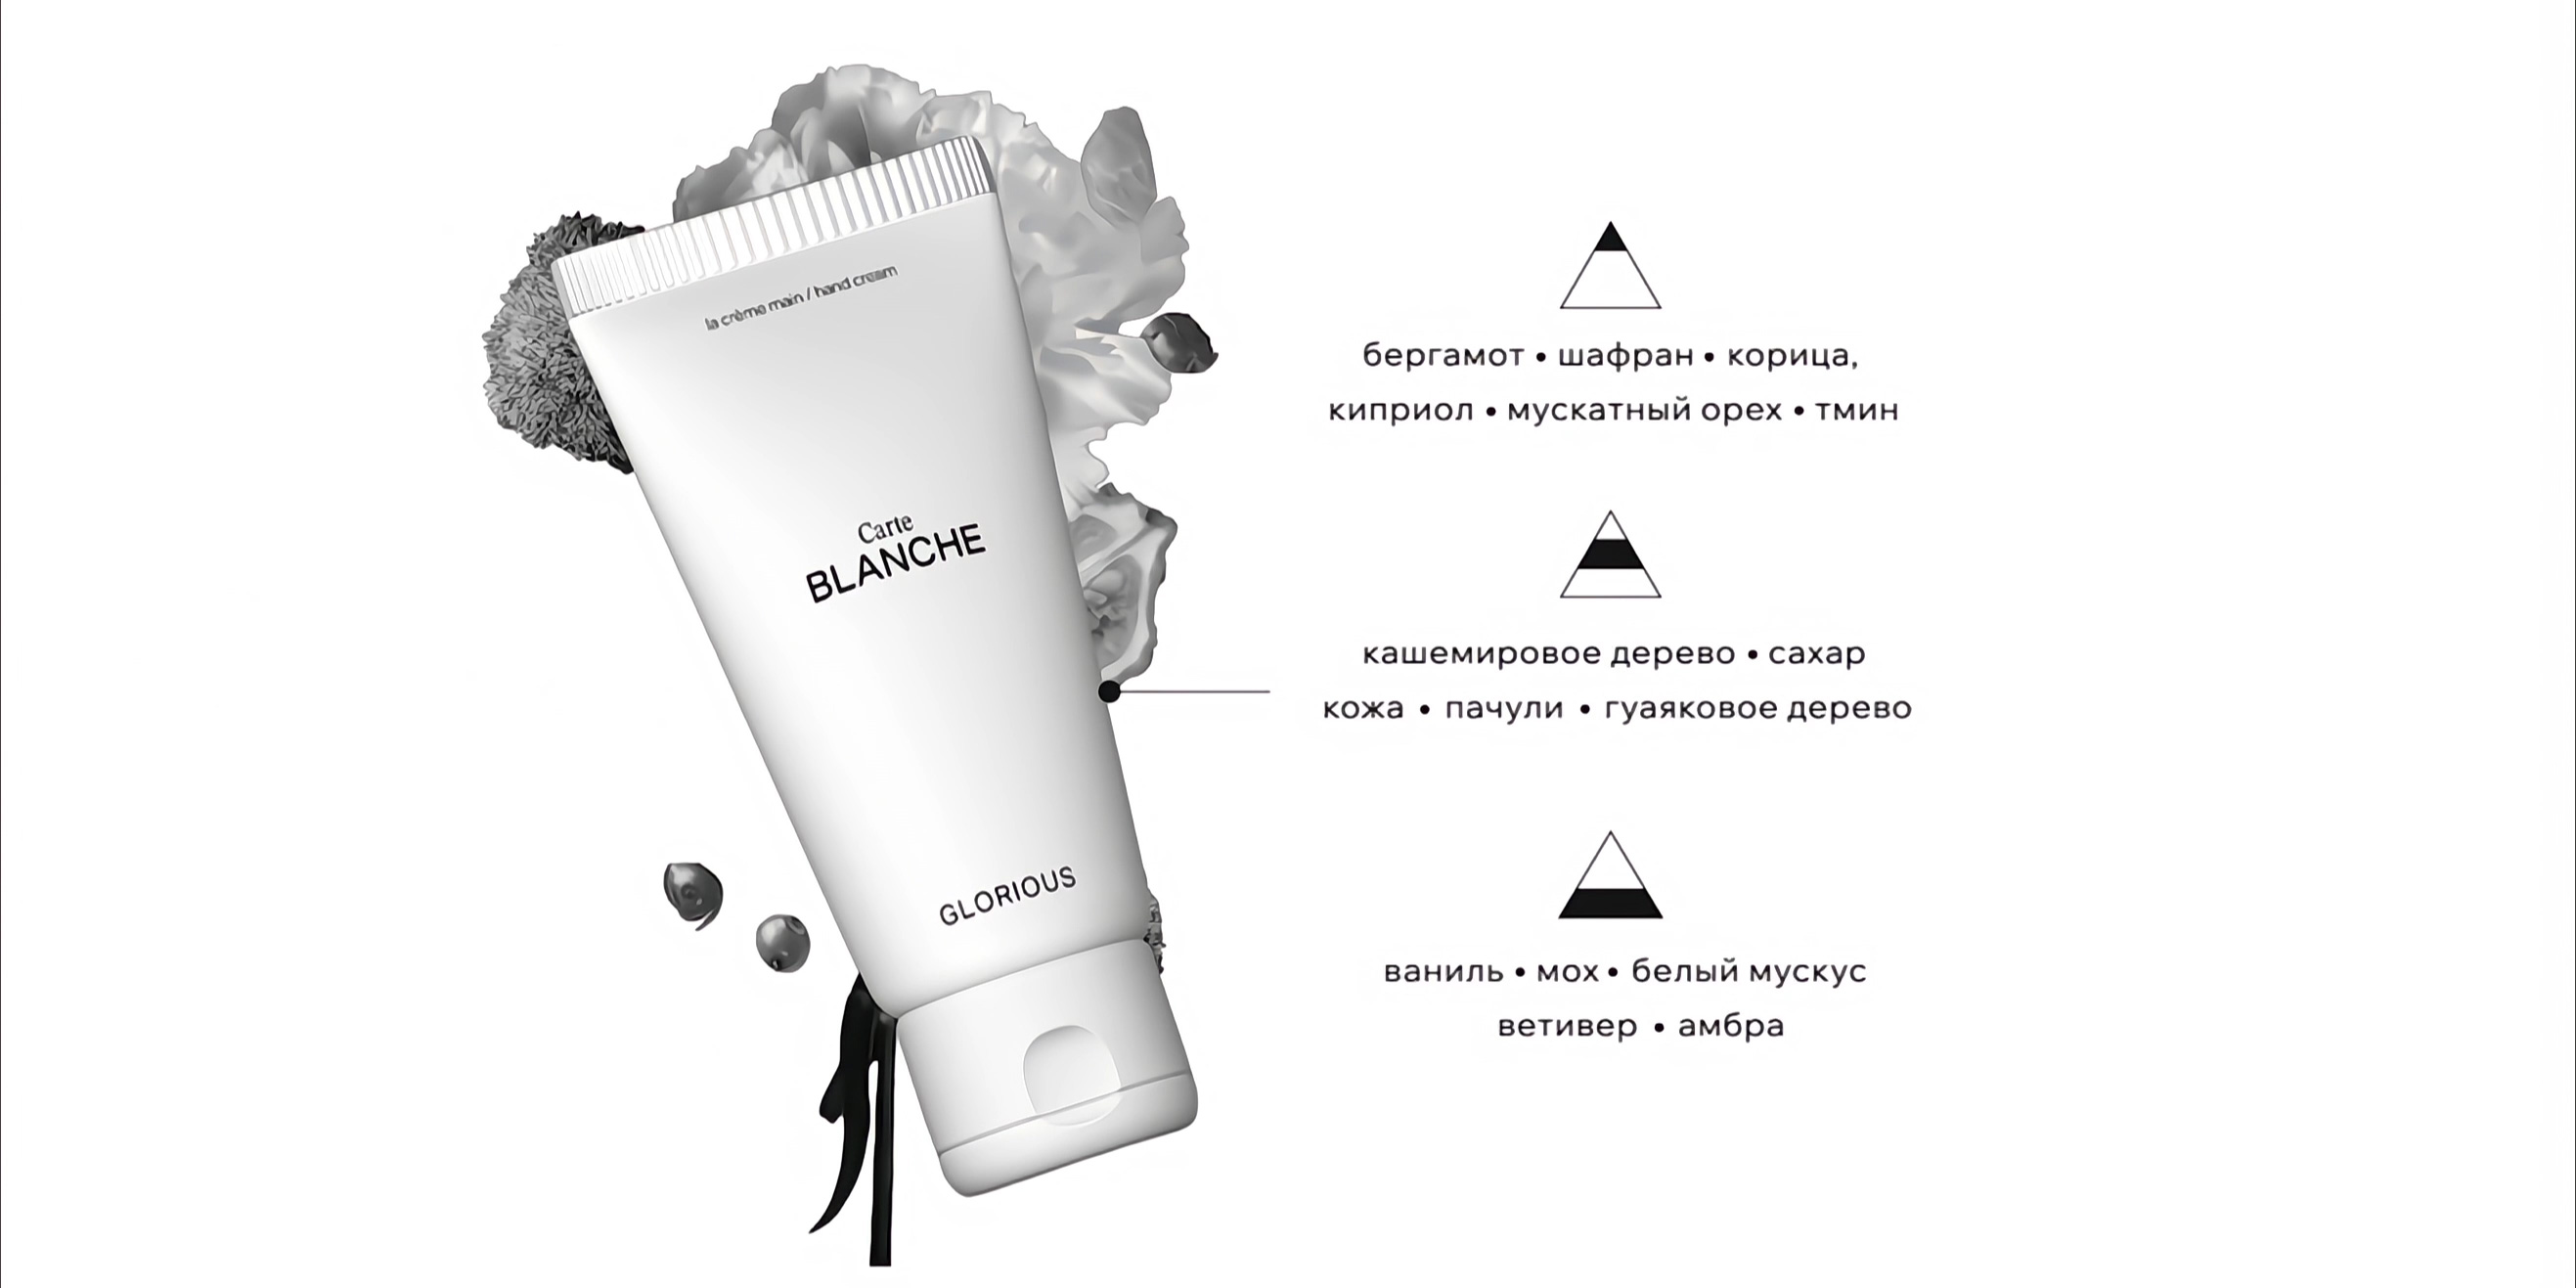 la crème main / hand cream
Carte
BLANCHE
GLORIOUS
бергамот • шафран • корица,
киприол • мускатный орех • тмин
кашемировое дерево • сахар
кожа • пачули • гуаяковое дерево
ваниль • мох • белый мускус
ветивер • амбра